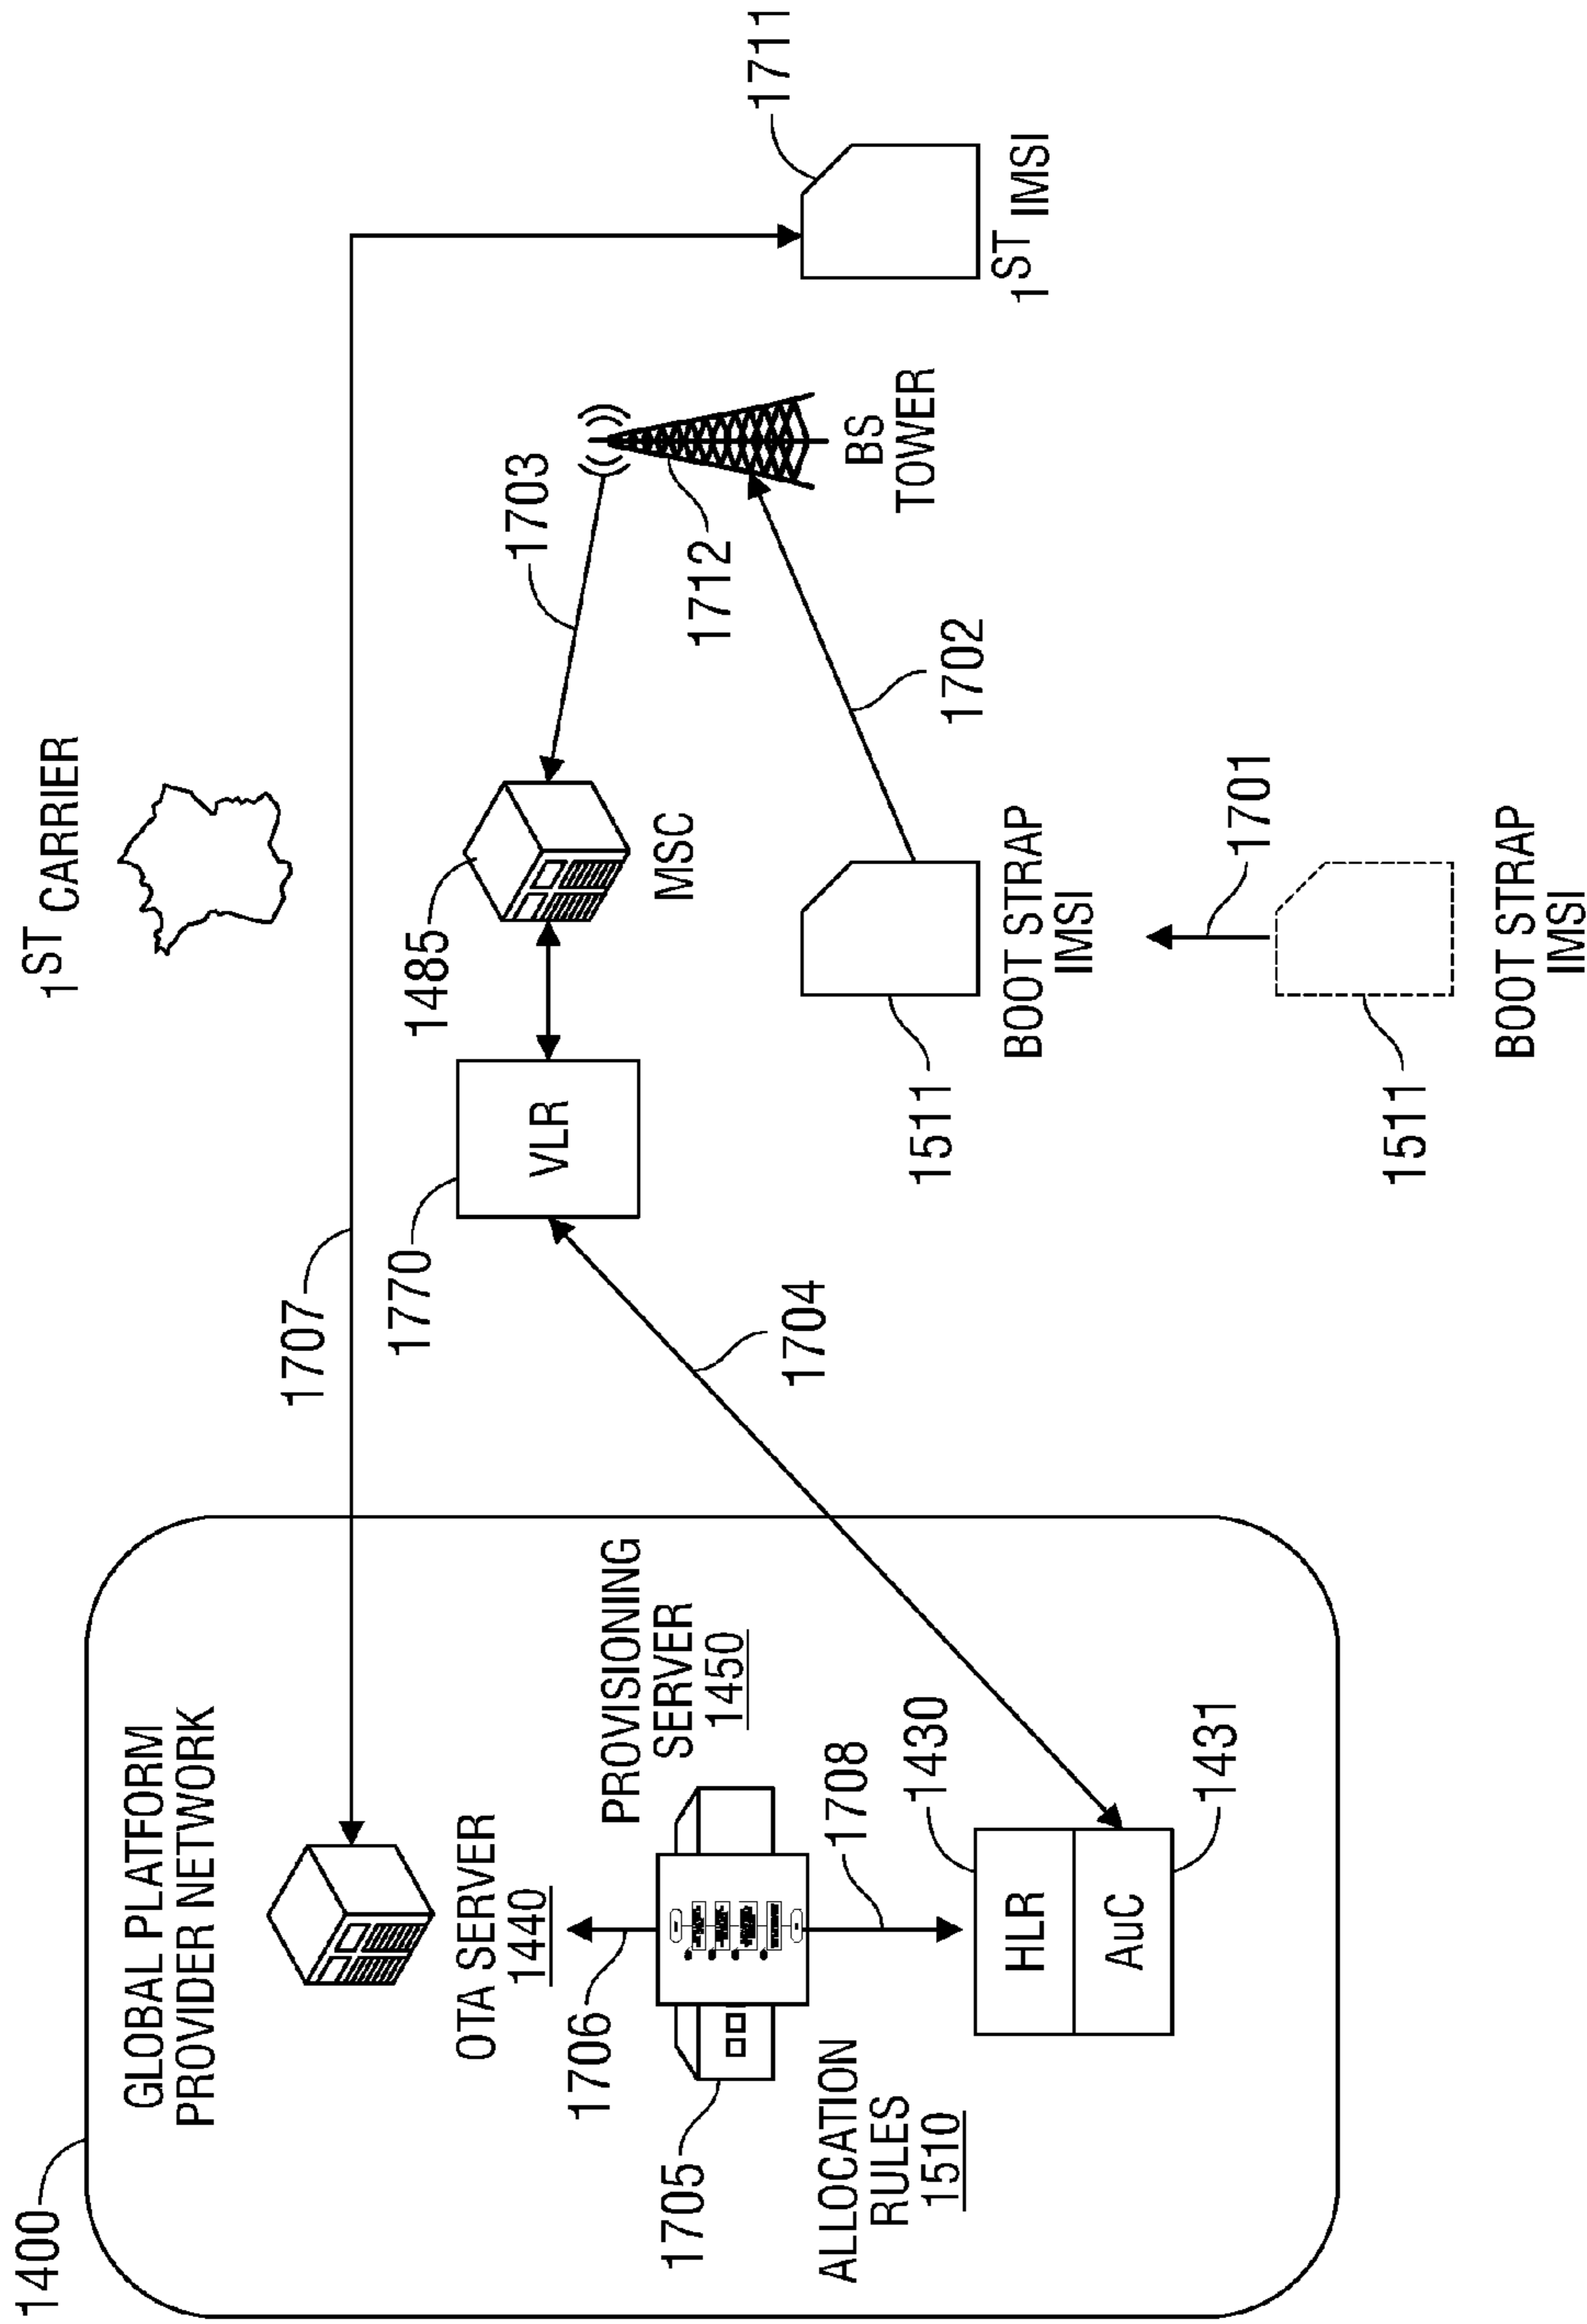 1400
GLOBAL PLATFORM
PROVIDER NETWORK
OTA SERVER
1440
1706
PROVISIONING
SERVER
1450
1705
ALLOCATION
RULES
1510
1708
HLR
1430
AuC
1431
1ST CARRIER
1707
1770
VLR
1485
MSC
1703
1704
1712
BS
TOWER
1702
1711
1ST IMSI
1511
BOOT STRAP
IMSI
1701
1511
BOOT STRAP
IMSI